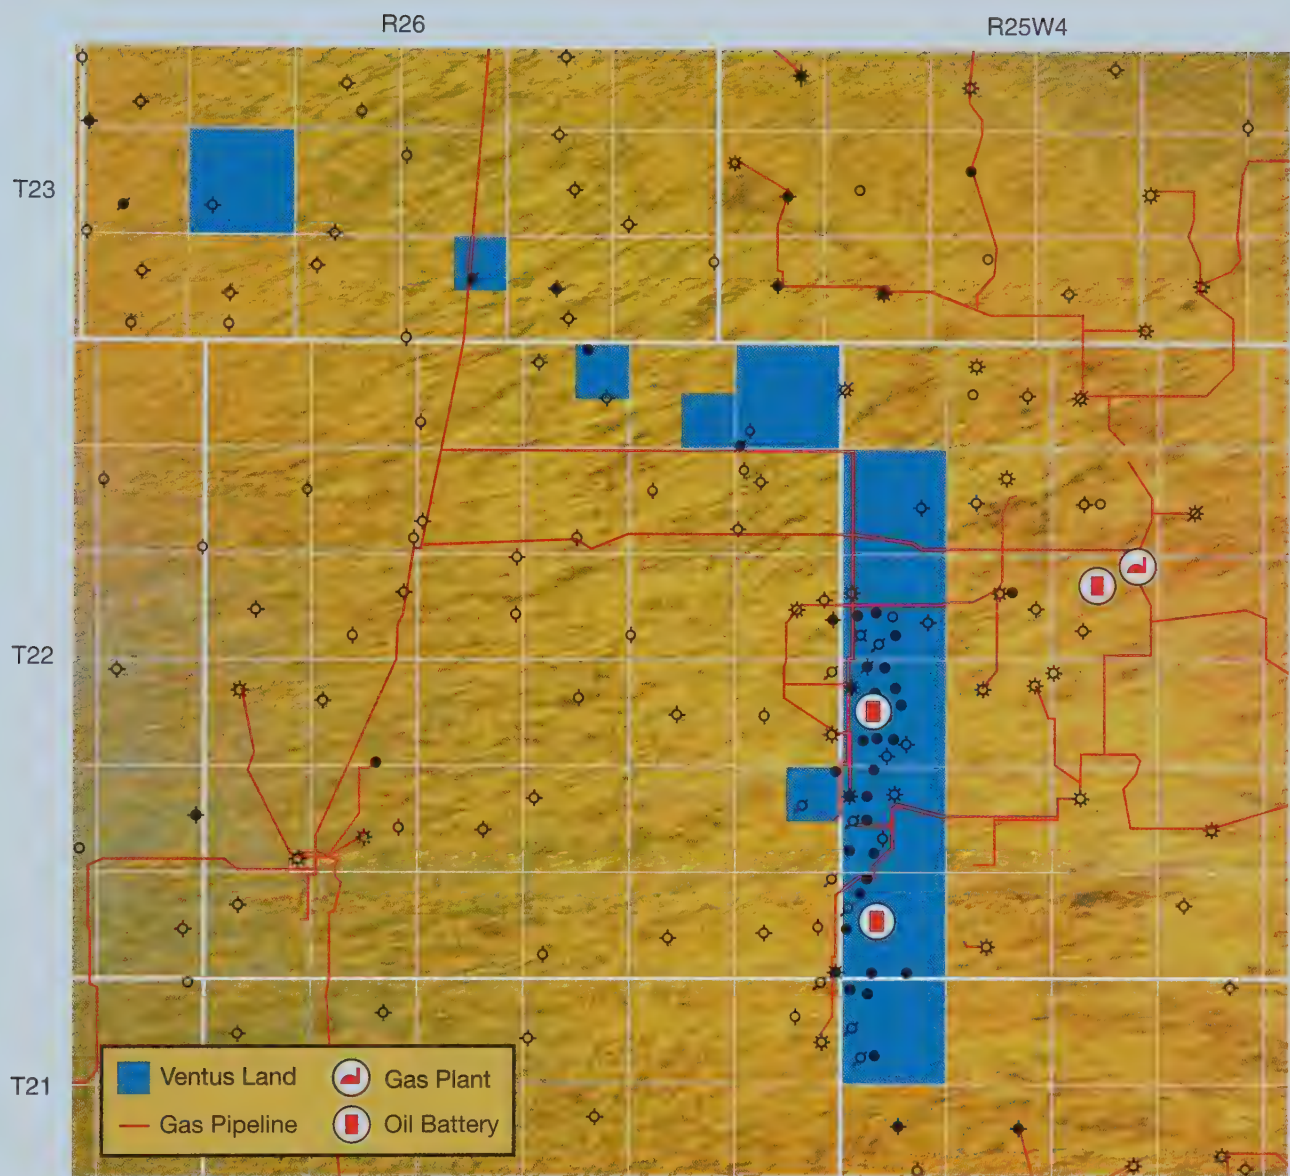 R26
R25W4
T23
T22
T21
Ventus Land
Gas Plant
Gas Pipeline
Oil Battery